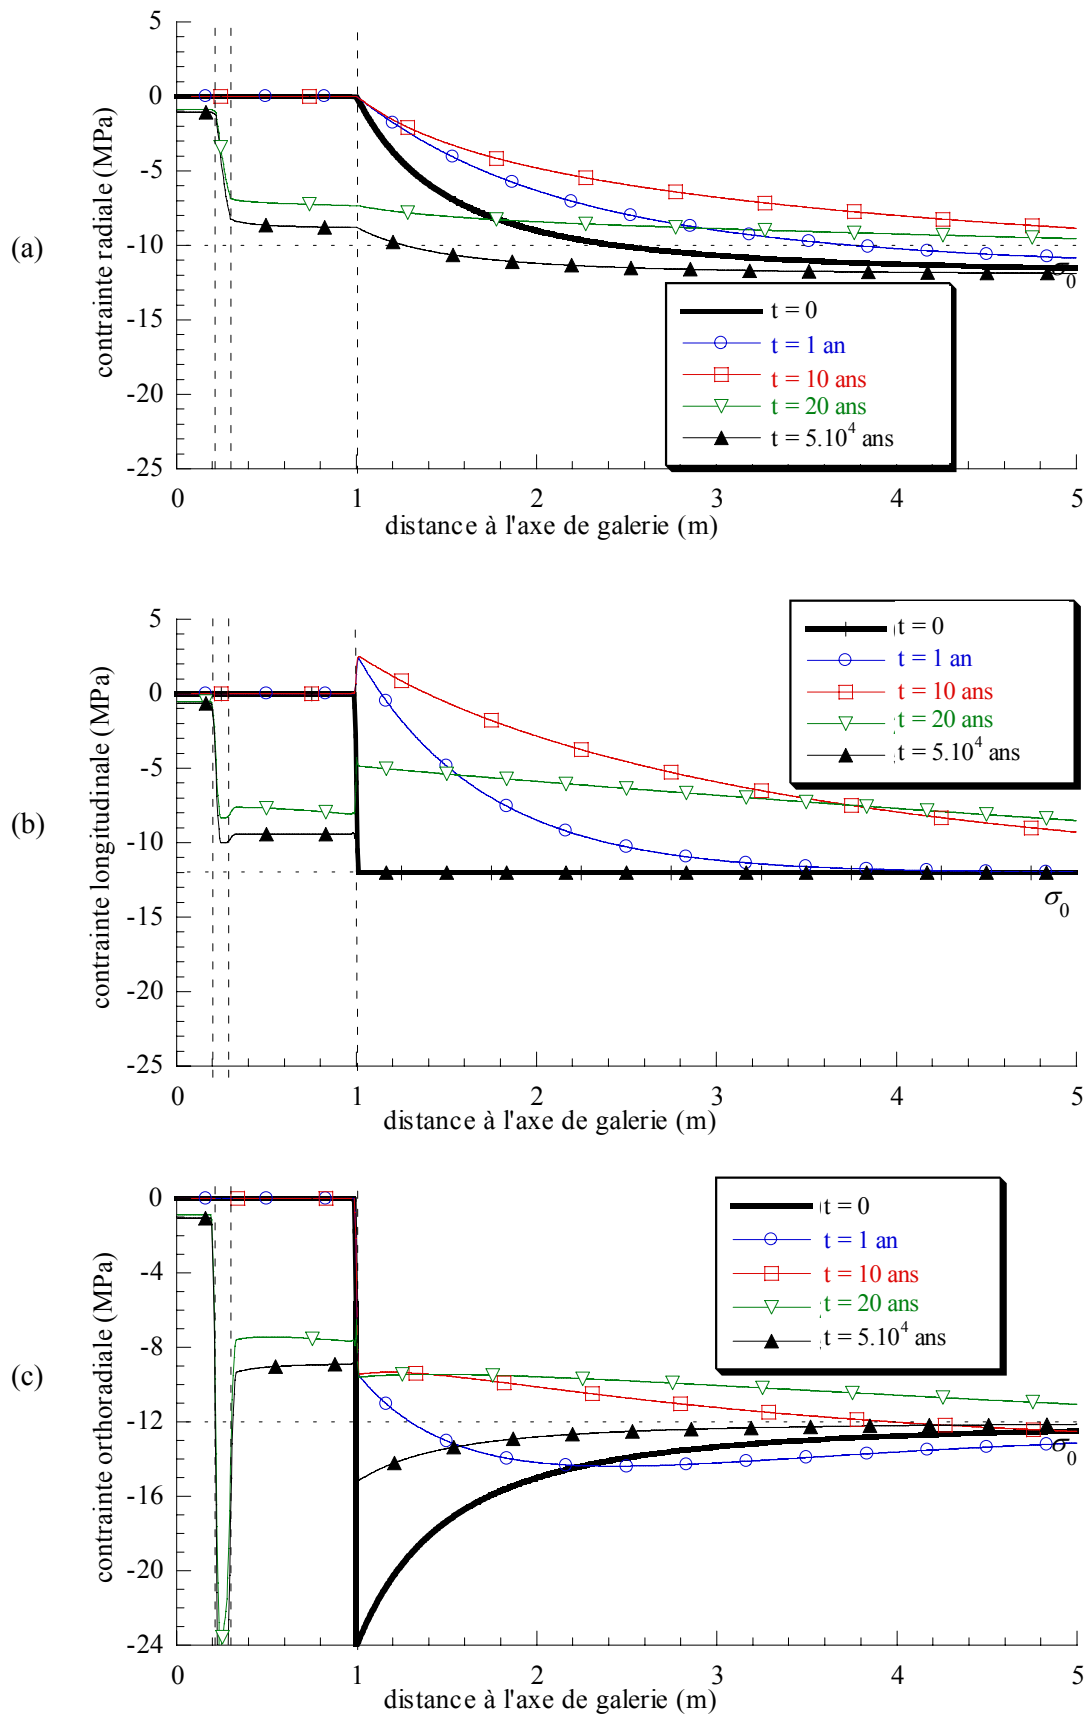 (a)
contrainte radiale (MPa)
5
0
-5
-10
-15
-20
-25
0 1 2 3 4 5
distance à l'axe de galerie (m)
σ0
t = 0
t = 1 an
t = 10 ans
t = 20 ans
t = 5.10^4 ans
(b)
contrainte longitudinale (MPa)
5
0
-5
-10
-15
-20
-25
0 1 2 3 4 5
distance à l'axe de galerie (m)
σ0
t = 0
t = 1 an
t = 10 ans
t = 20 ans
t = 5.10^4 ans
(c)
contrainte orthoradiale (MPa)
0
-4
-8
-12
-16
-20
-24
0 1 2 3 4 5
distance à l'axe de galerie (m)
σ0
t = 0
t = 1 an
t = 10 ans
t = 20 ans
t = 5.10^4 ans